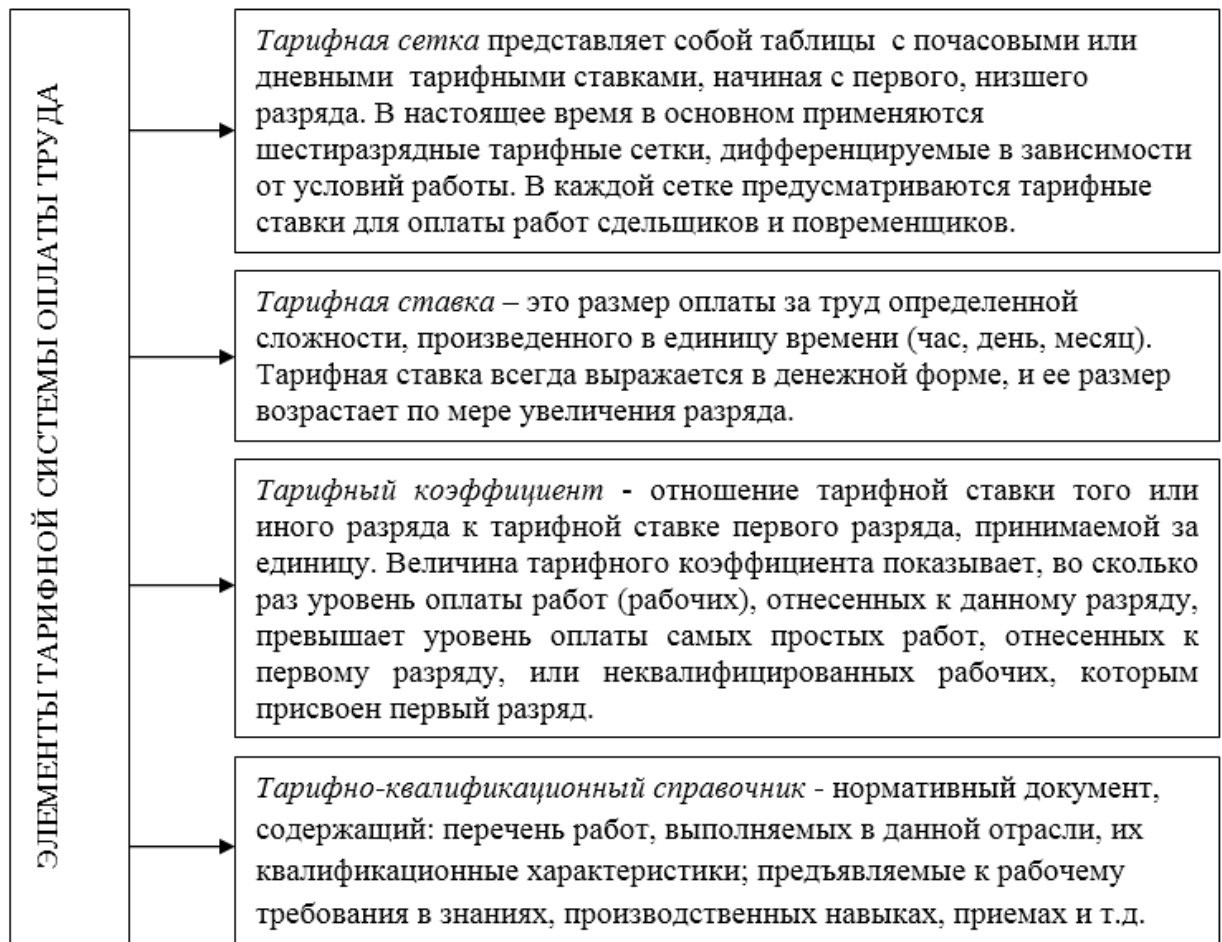 ЭЛЕМЕНТЫ ТАРИФНОЙ СИСТЕМЫ ОПЛАТЫ ТРУДА
Тарифная сетка представляет собой таблицы с почасовыми или
дневными тарифными ставками, начиная с первого, низшего
разряда. В настоящее время в основном применяются
шестиразрядные тарифные сетки, дифференцируемые в зависимости
от условий работы. В каждой сетке предусматриваются тарифные
ставки для оплаты работ сдельщиков и повременщиков.
Тарифная ставка – это размер оплаты за труд определенной
сложности, произведенного в единицу времени (час, день, месяц).
Тарифная ставка всегда выражается в денежной форме, и ее размер
возрастает по мере увеличения разряда.
Тарифный коэффициент - отношение тарифной ставки того или
иного разряда к тарифной ставке первого разряда, принимаемой за
единицу. Величина тарифного коэффициента показывает, во сколько
раз уровень оплаты работ (рабочих), отнесенных к данному разряду,
превышает уровень оплаты самых простых работ, отнесенных к
первому разряду, или неквалифицированных рабочих, которым
присвоен первый разряд.
Тарифно-квалификационный справочник - нормативный документ,
содержащий: перечень работ, выполняемых в данной отрасли, их
квалификационные характеристики; предъявляемые к рабочему
требования в знаниях, производственных навыках, приемах и т.д.